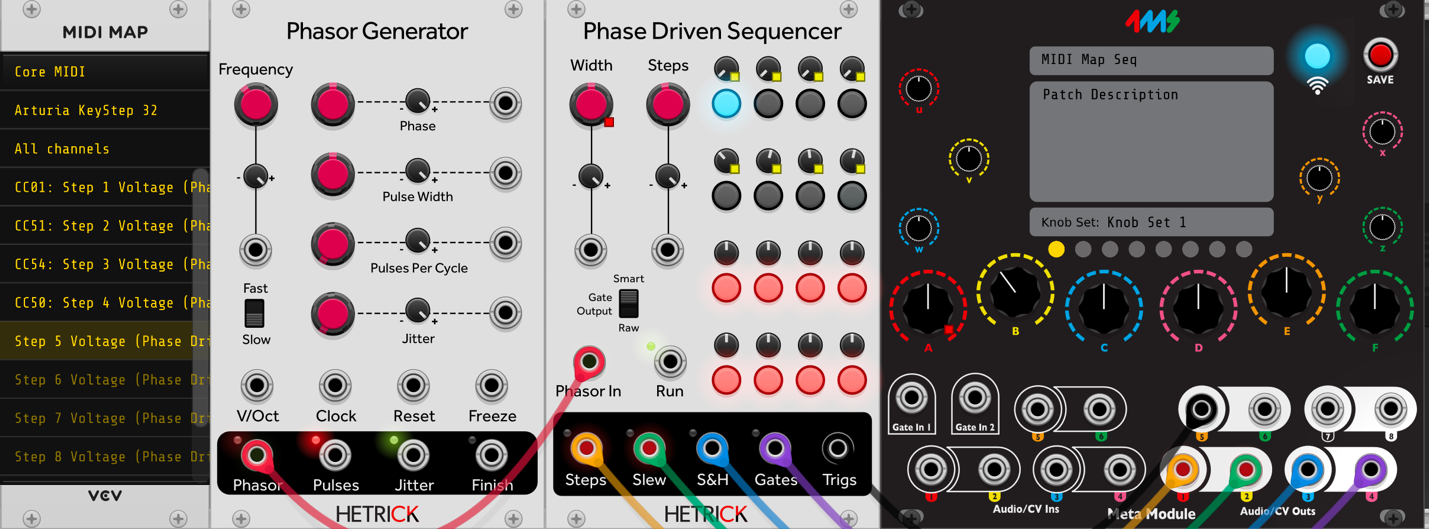 MIDI MAP
Core MIDI
Arturia KeyStep 32
All channels
CC01: Step 1 Voltage (Pha
CC51: Step 2 Voltage (Pha
CC54: Step 3 Voltage (Pha
CC50: Step 4 Voltage (Pha
Step 5 Voltage (Phase Dri
Step 6 Voltage (Phase Dri
Step 7 Voltage (Phase Dri
Step 8 Voltage (Phase Dri
VCV
Phasor Generator
Frequency
- +
Fast
Slow
- +
Phase
- +
Pulse Width
- +
Pulses Per Cycle
- +
Jitter
V/Oct Clock Reset Freeze
Phasor Pulses Jitter Finish
HETRICK
Phase Driven Sequencer
Width Steps
- + - +
Smart
Gate
Output
Raw
Phasor In Run
Steps Slew S&H Gates Trigs
HETRICK
4MS
MIDI Map Seq
Patch Description
Knob Set: Knob Set 1
SAVE
u
v
w
x
y
z
A B C D E F
Gate In 1 Gate In 2
5 6 5 6 7 8
1 2 3 4 1 2 3 4
Audio/CV Ins
Meta Module
Audio/CV Outs